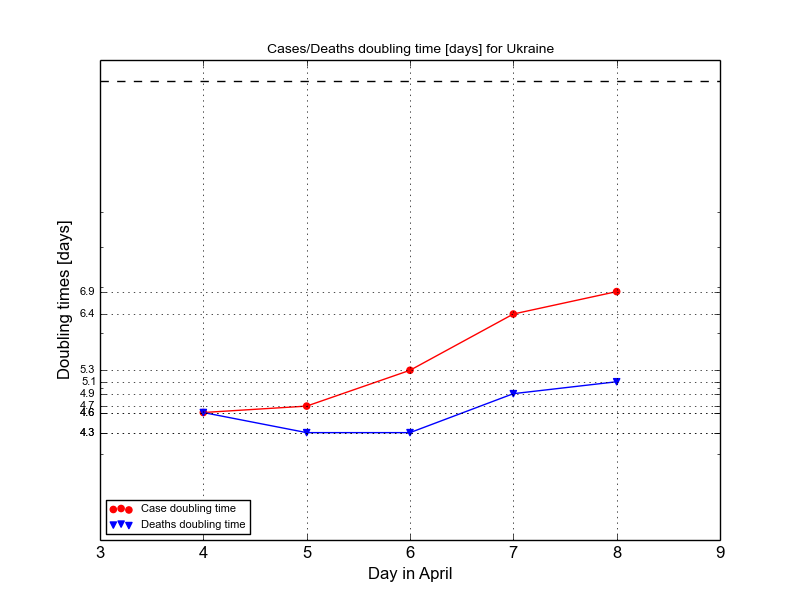 Cases/Deaths doubling time [days] for Ukraine
Doubling times [days]
6.9
6.4
5.3
5.1
4.9
4.7
4.6
4.3
Case doubling time
Deaths doubling time
3 4 5 6 7 8 9
Day in April